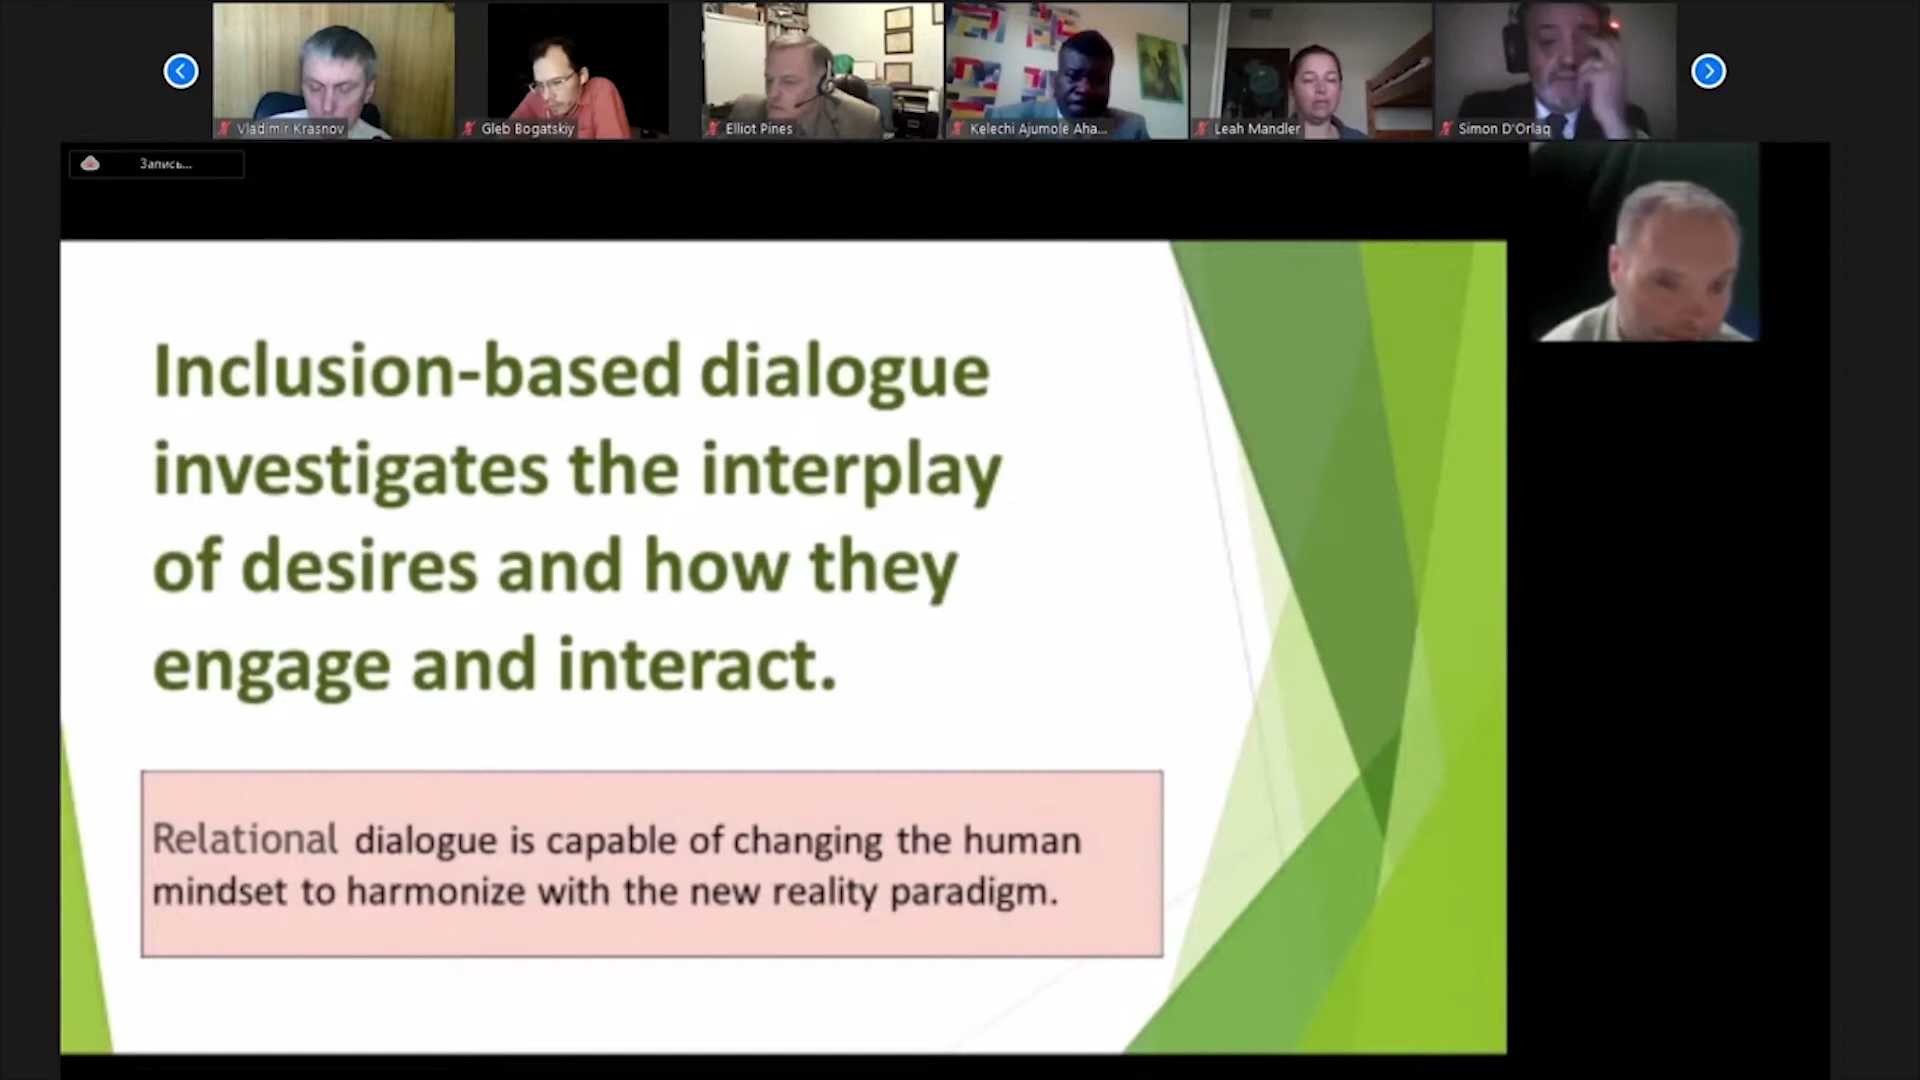 Vladimir Krasnov
Gleb Bogatskiy
Elliot Pines
Kelechi Ajumole Aha...
Leah Mandler
Simon D'Orlaq
Запись...
Inclusion-based dialogue
investigates the interplay
of desires and how they
engage and interact.
Relational dialogue is capable of changing the human
mindset to harmonize with the new reality paradigm.